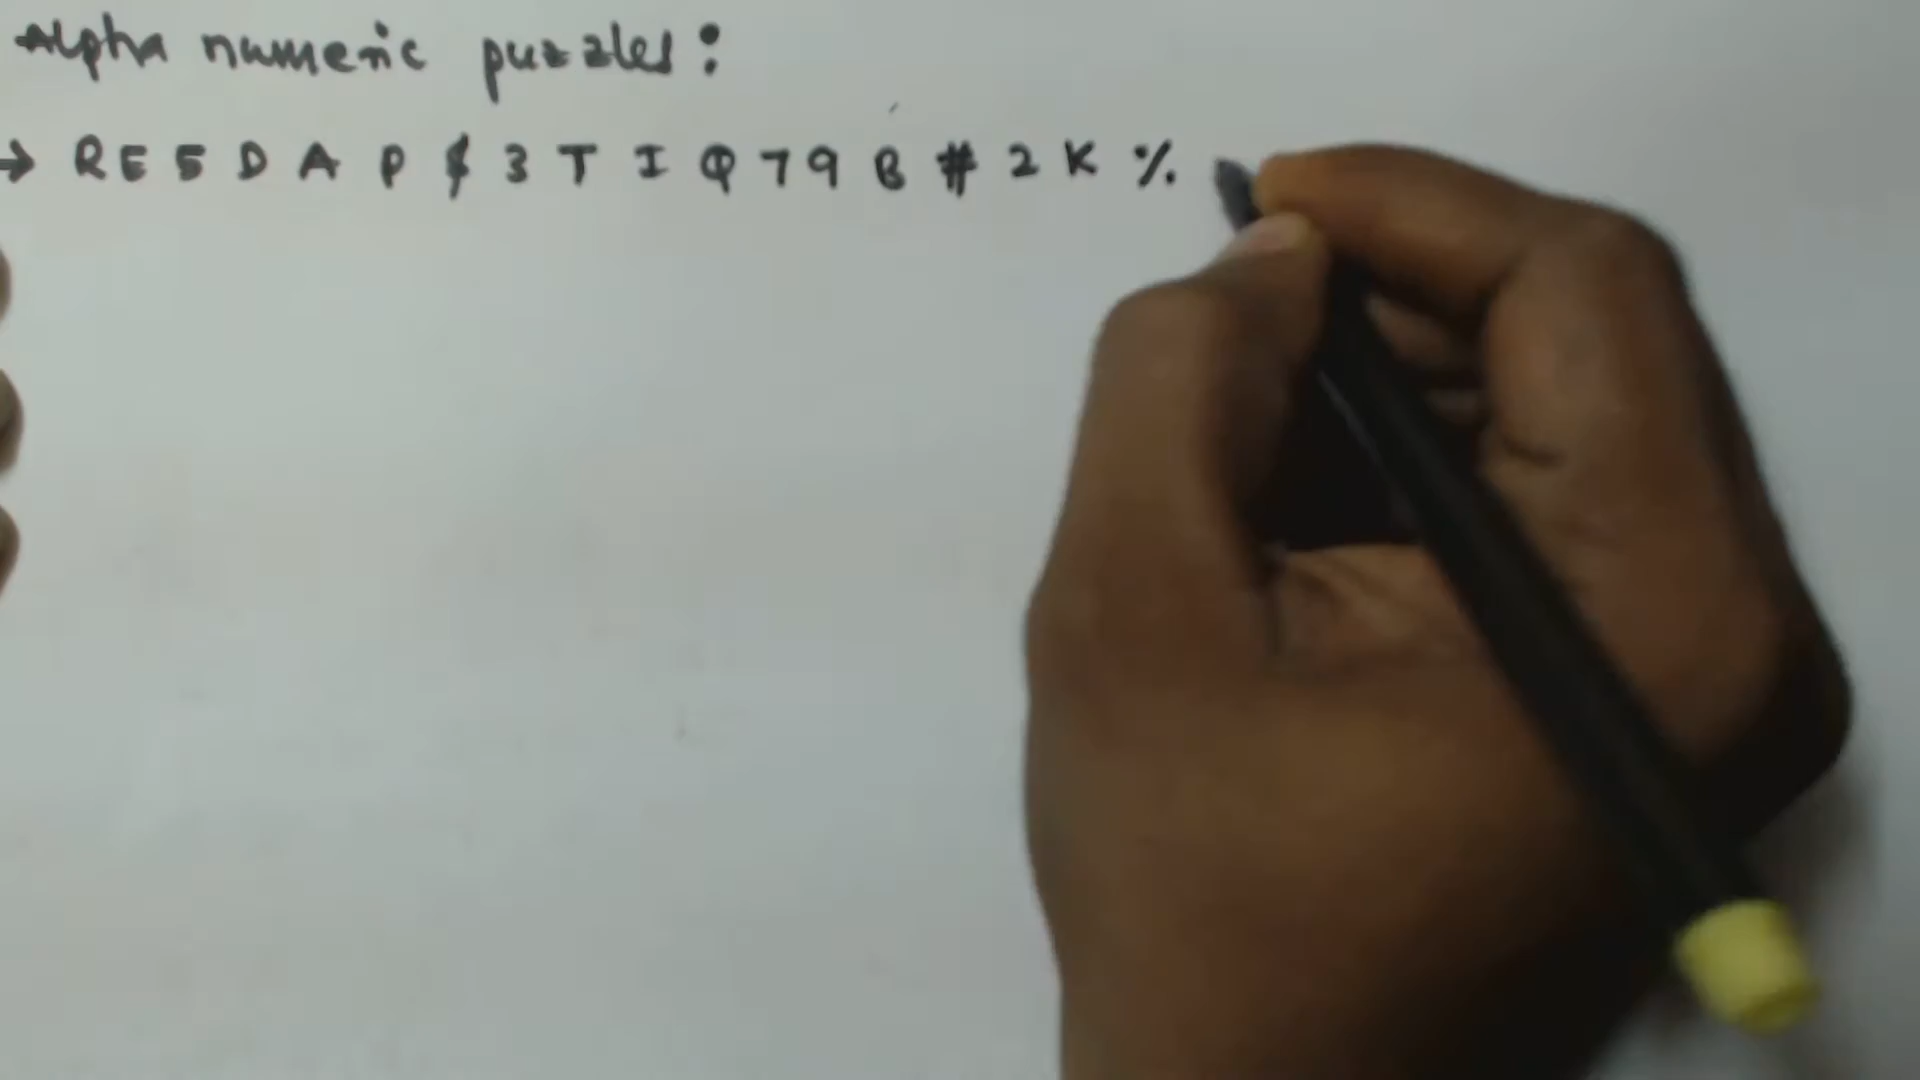 Alpha numeric puzzles:
→ R E 5 D A P $ 3 T I Q 7 9 B # 2 K %